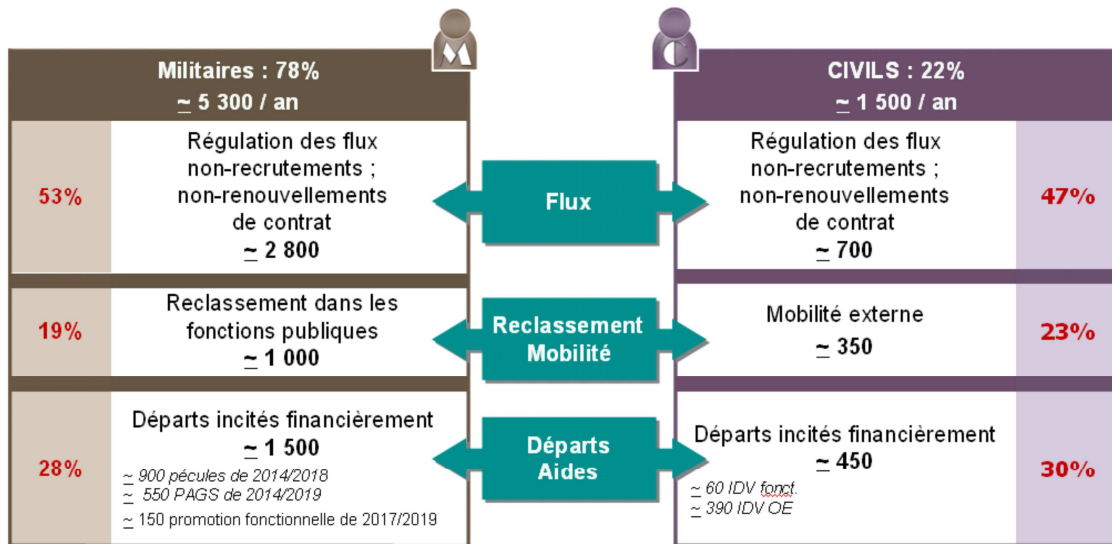 M
C
Militaires : 78%
~ 5 300 / an
CIVILS : 22%
~ 1 500 / an
53%
Régulation des flux
non-recrutements ;
non-renouvellements
de contrat
~ 2 800
Flux
Régulation des flux
non-recrutements ;
non-renouvellements
de contrat
~ 700
47%
19%
Reclassement dans les
fonctions publiques
~ 1 000
Reclassement
Mobilité
Mobilité externe
~ 350
23%
28%
Départs incités financièrement
~ 1 500
~ 900 pécules de 2014/2018
~ 550 PAGS de 2014/2019
~ 150 promotion fonctionnelle de 2017/2019
Départs
Aides
Départs incités financièrement
~ 450
~ 60 IDV fonct.
~ 390 IDV OE
30%